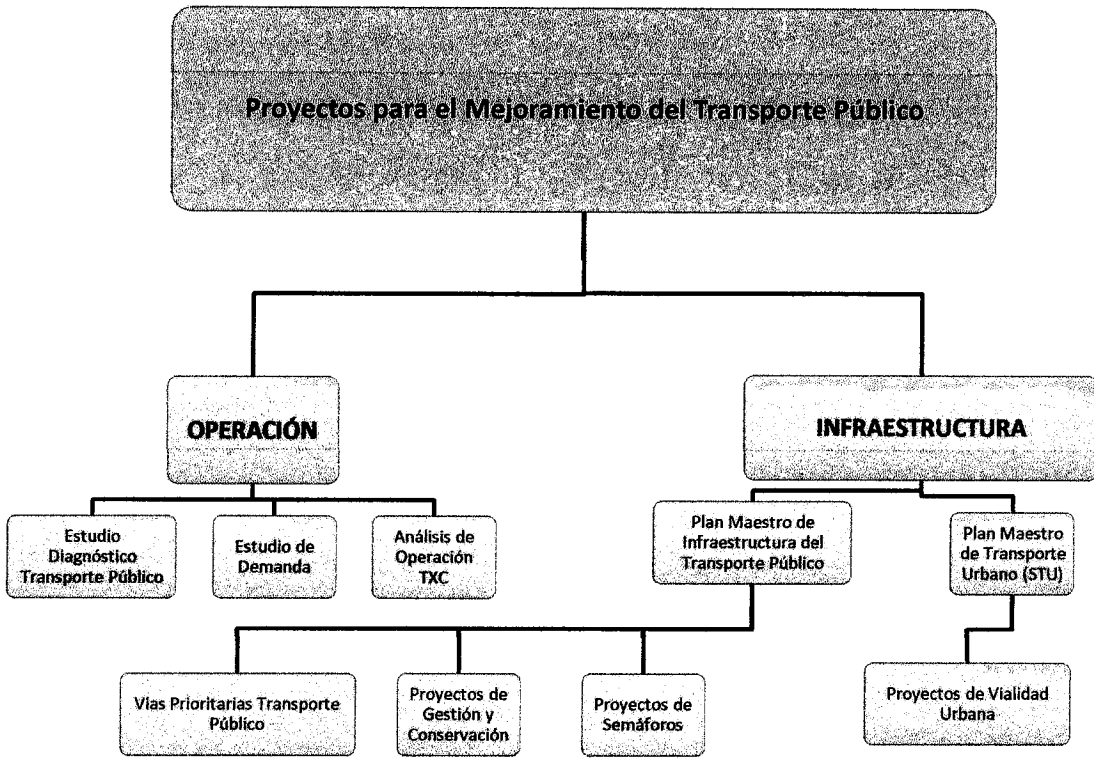 Proyectos para el Mejoramiento del Transporte Público
OPERACIÓN
INFRAESTRUCTURA
Estudio
Diagnóstico
Transporte Público
Estudio de
Demanda
Análisis de
Operación
TXC
Plan Maestro de
Infraestructura del
Transporte Público
Plan Maestro
de Transporte
Urbano (STU)
Vías Prioritarias Transporte
Público
Proyectos de
Gestión y
Conservación
Proyectos de
Semáforos
Proyectos de Vialidad
Urbana